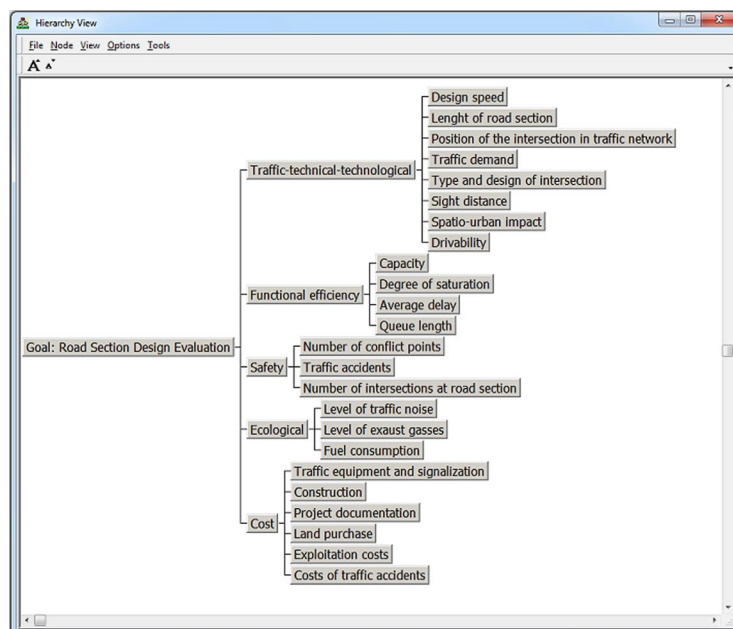 Hierarchy View
File Node View Options Tools
A A
Design speed
Lenght of road section
Position of the intersection in traffic network
Traffic-technical-technological
Traffic demand
Type and design of intersection
Sight distance
Spatio-urban impact
Drivability
Capacity
Functional efficiency
Degree of saturation
Average delay
Queue length
Goal: Road Section Design Evaluation
Number of conflict points
Safety
Traffic accidents
Number of intersections at road section
Level of traffic noise
Ecological
Level of exaust gasses
Fuel consumption
Traffic equipment and signalization
Construction
Project documentation
Cost
Land purchase
Exploitation costs
Costs of traffic accidents